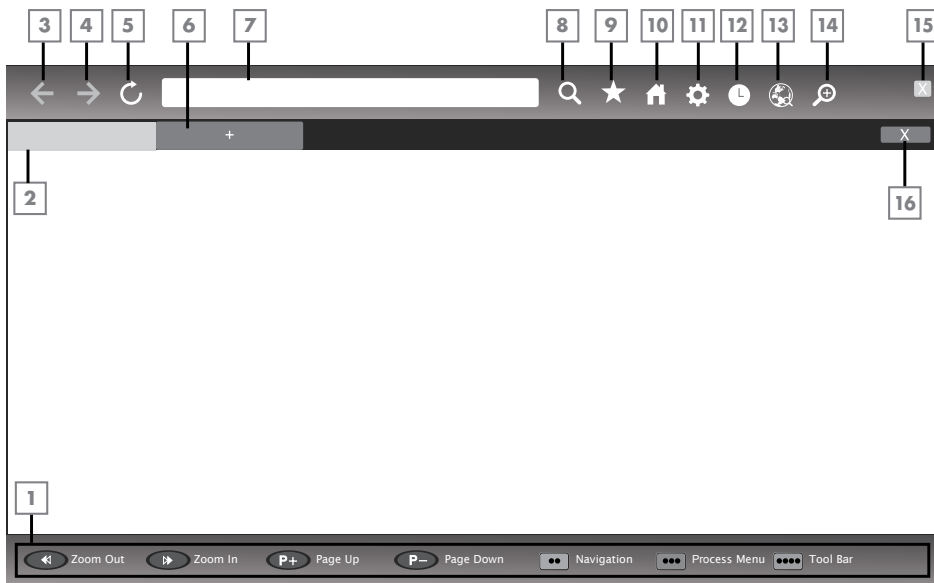 3 4 5 6 7 8 9 10 11 12 13 14 15
X
+ X
2 16
1
Zoom Out Zoom In P+ Page Up P− Page Down Navigation Process Menu Tool Bar